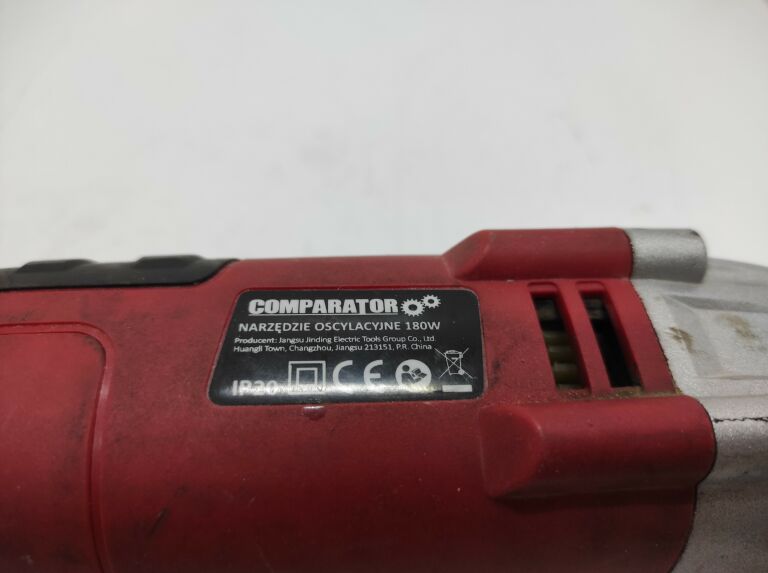 COMPARATOR
NARZĘDZIE OSCYLACYJNE 180W
Producent: Jangsu Jinding Electric Tools Group Co., Ltd.
Huangli Town, Changzhou, Jiangsu 213151, P.R. China
IP20 CE